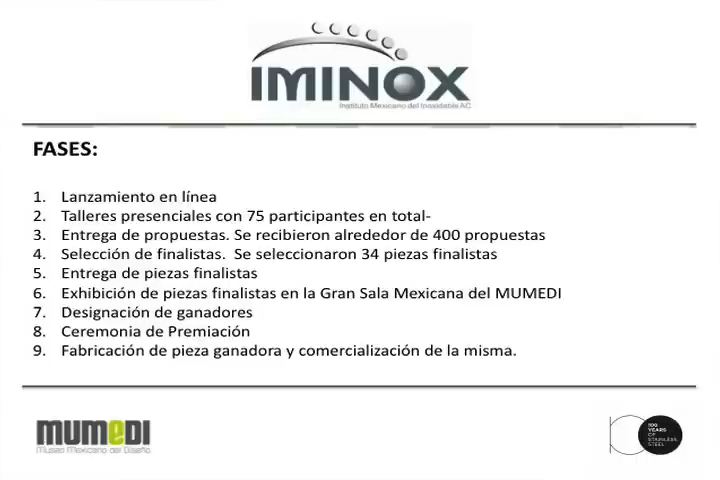 IMINOX
Instituto Mexicano del Inoxidable AC
FASES:
1. Lanzamiento en línea
2. Talleres presenciales con 75 participantes en total-
3. Entrega de propuestas. Se recibieron alrededor de 400 propuestas
4. Selección de finalistas. Se seleccionaron 34 piezas finalistas
5. Entrega de piezas finalistas
6. Exhibición de piezas finalistas en la Gran Sala Mexicana del MUMEDI
7. Designación de ganadores
8. Ceremonia de Premiación
9. Fabricación de pieza ganadora y comercialización de la misma.
mumeDI
Museo Mexicano del Diseño
100
YEARS
OF
STAINLESS
STEEL